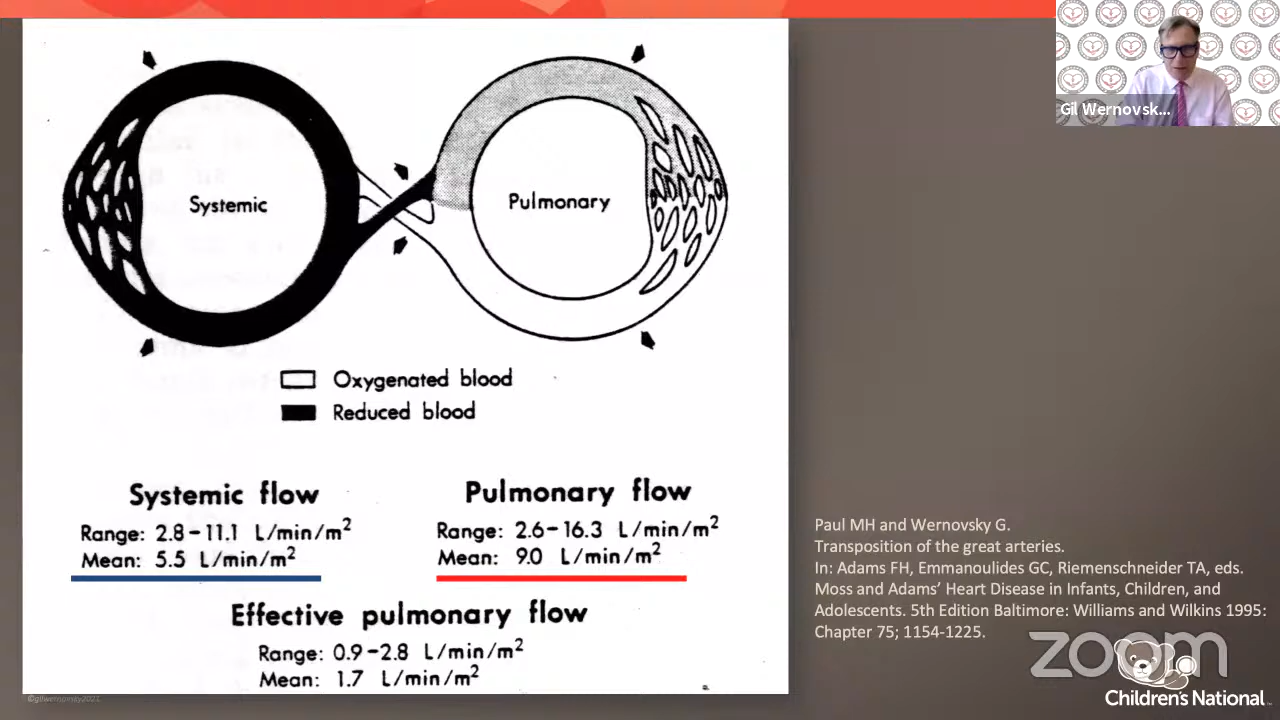 Gil Wernovsk...
Systemic
Pulmonary
Oxygenated blood
Reduced blood
Systemic flow
Range: 2.8-11.1 L/min/m²
Mean: 5.5 L/min/m²
Pulmonary flow
Range: 2.6-16.3 L/min/m²
Mean: 9.0 L/min/m²
Effective pulmonary flow
Range: 0.9-2.8 L/min/m²
Mean: 1.7 L/min/m²
Paul MH and Wernovsky G.
Transposition of the great arteries.
In: Adams FH, Emmanoulides GC, Riemenschneider TA, eds.
Moss and Adams' Heart Disease in Infants, Children, and
Adolescents. 5th Edition Baltimore: Williams and Wilkins 1995:
Chapter 75; 1154-1225.
zoom
Children's National
©gilwernovsky2021